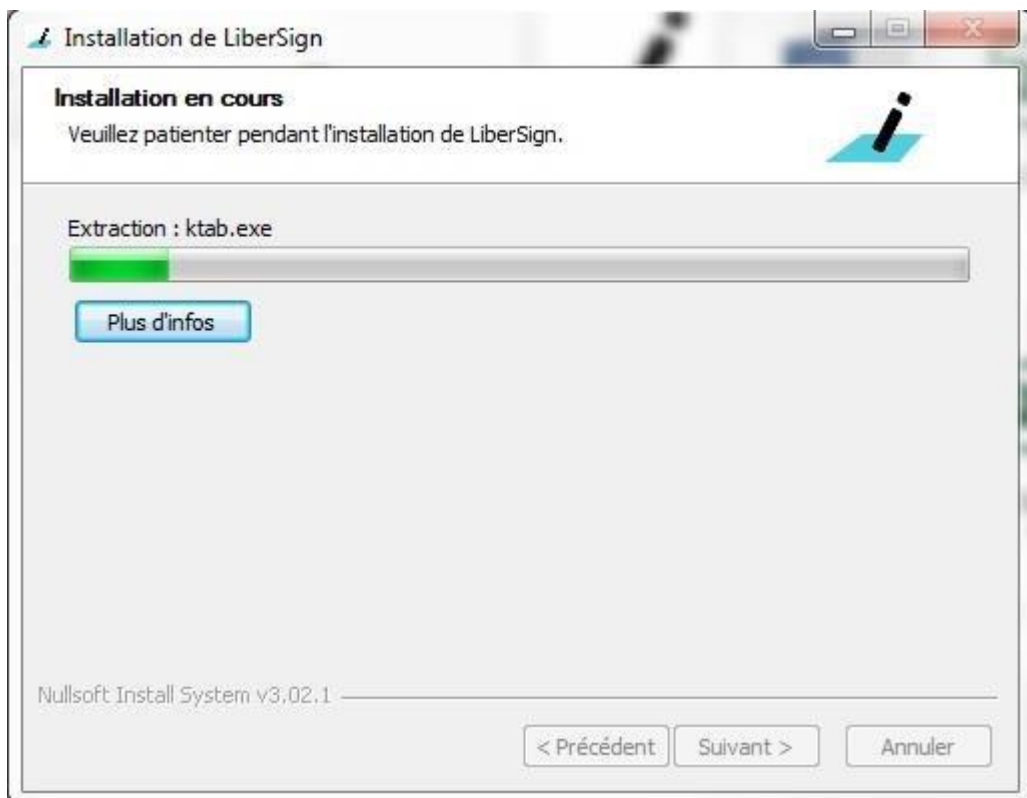 Installation de LiberSign
Installation en cours
Veuillez patienter pendant l'installation de LiberSign.
Extraction : ktab.exe
Plus d'infos
Nullsoft Install System v3.02.1
< Précédent
Suivant >
Annuler